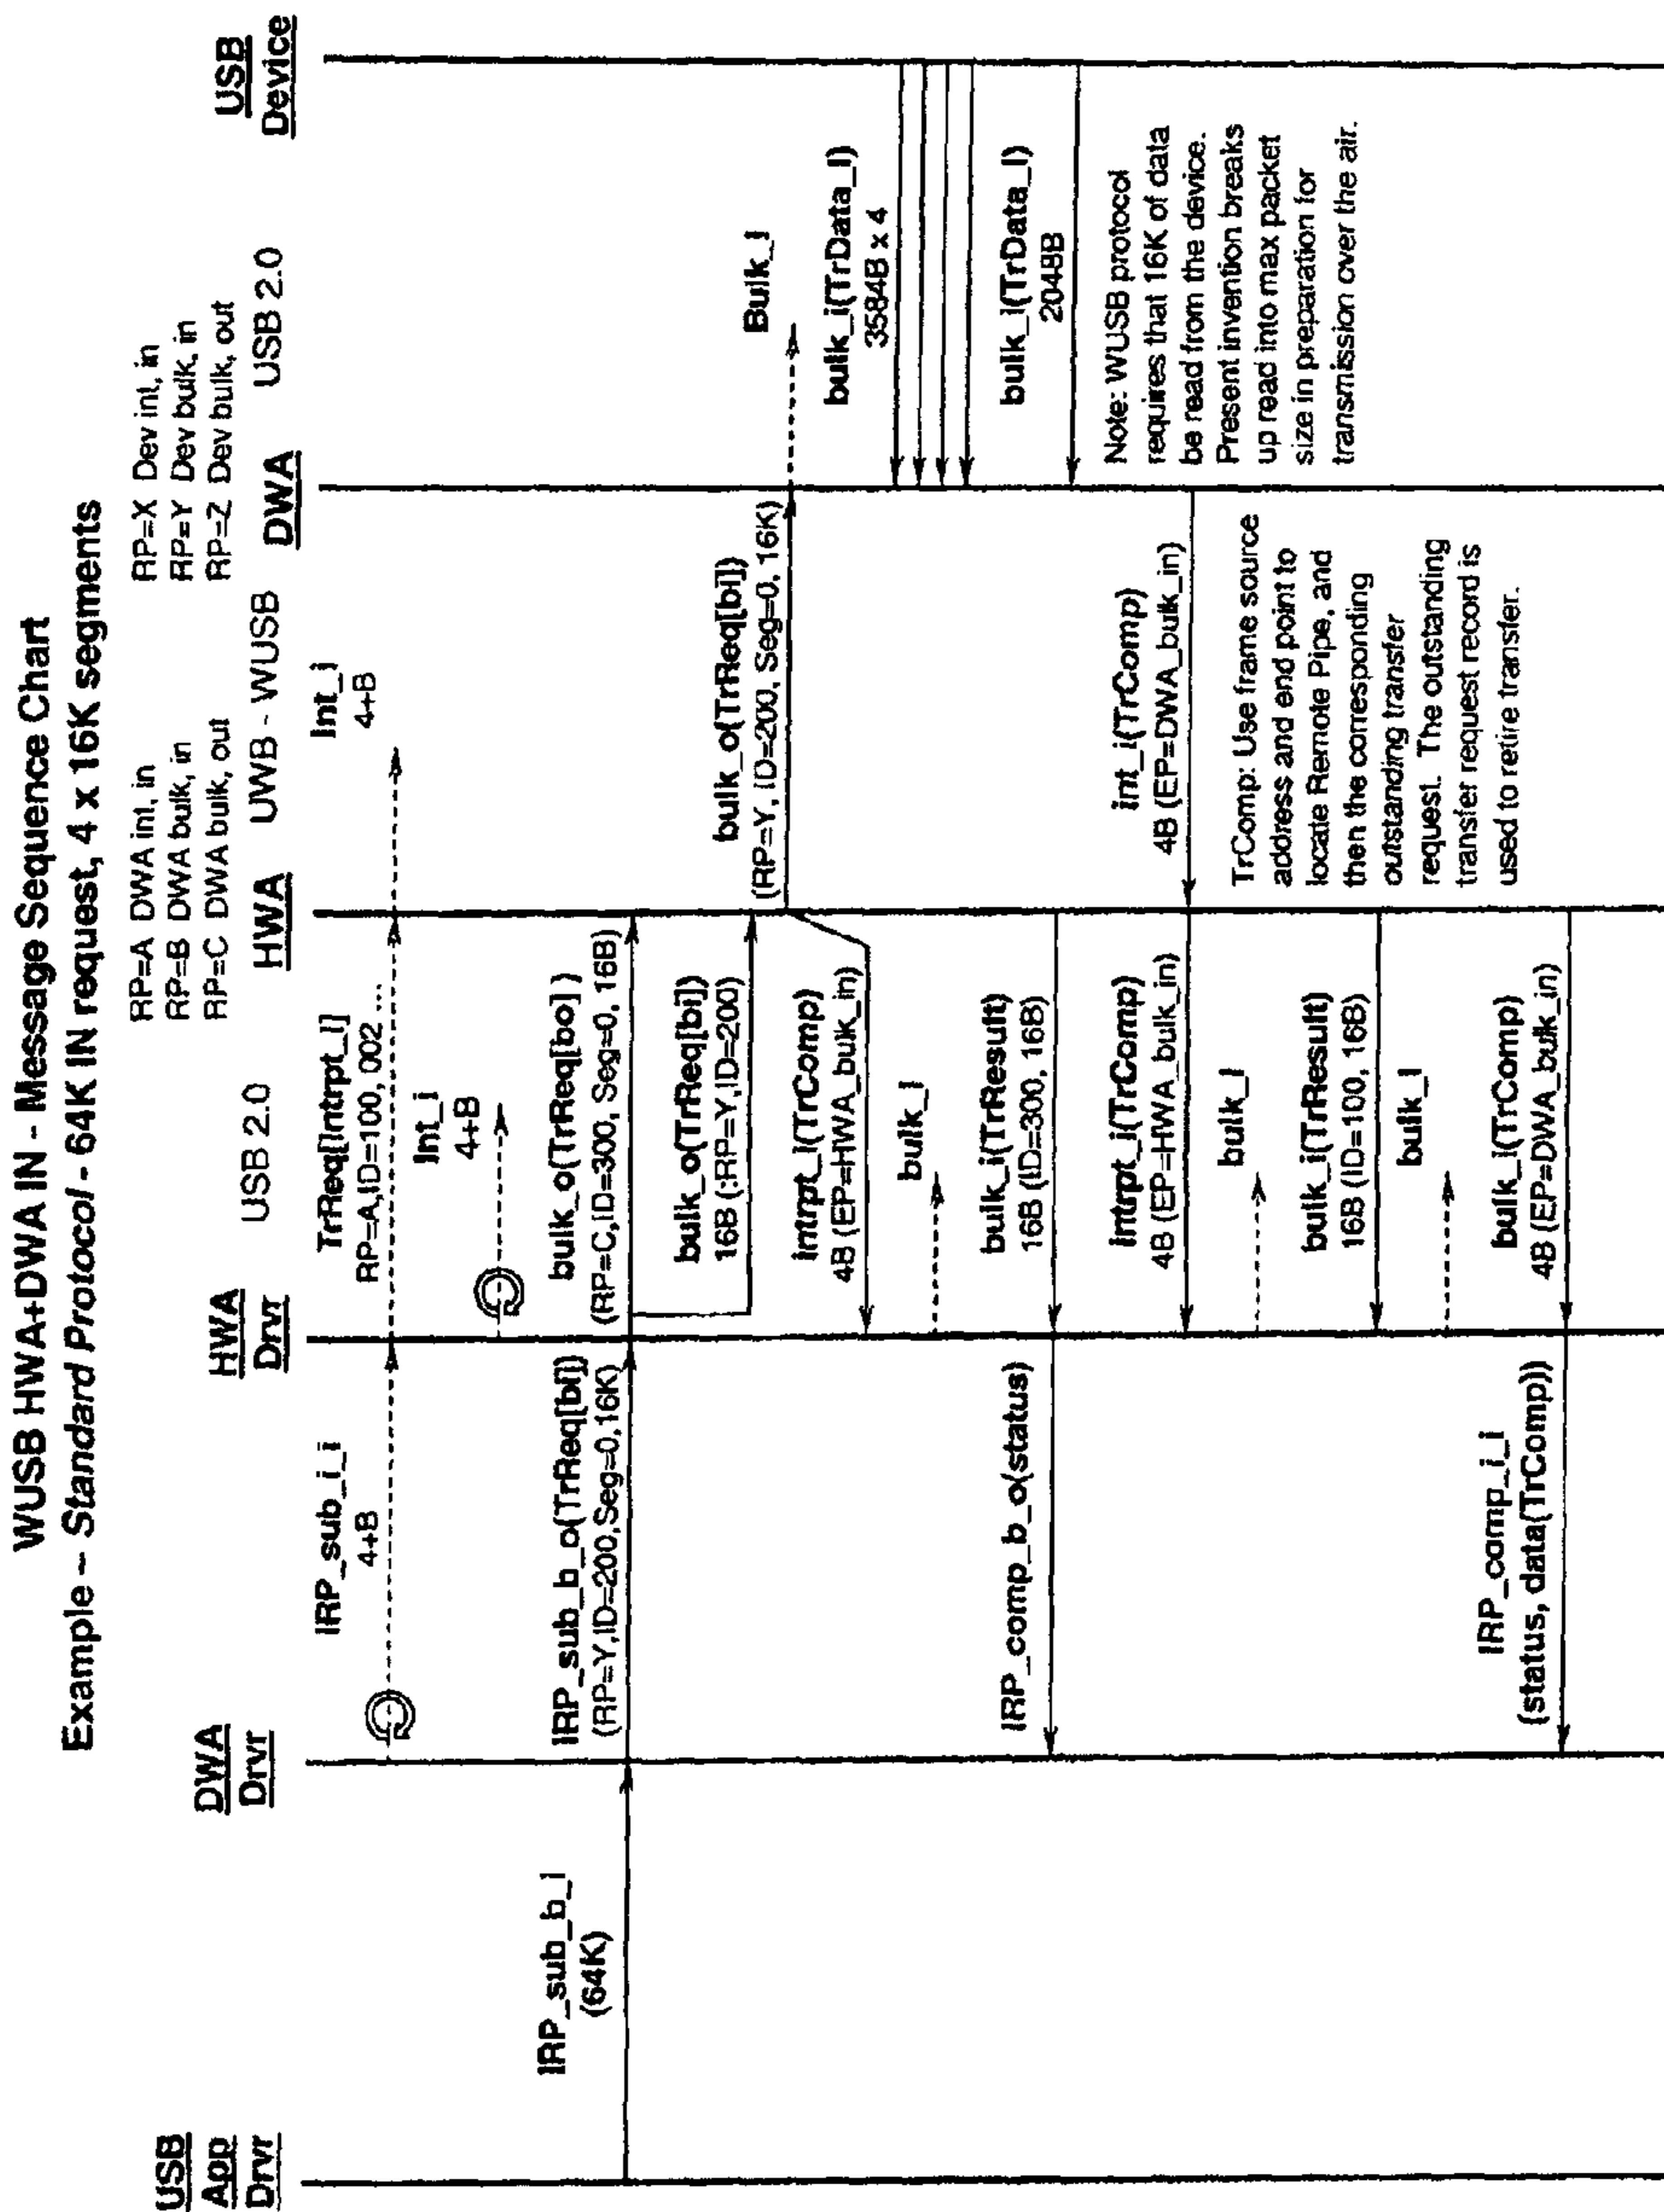 WUSB HWA+DWA IN - Message Sequence Chart
Example – Standard Protocol - 64K IN request, 4 x 16K segments
RP=A DWA int, in
RP=B DWA bulk, in
RP=C DWA bulk, out
RP=X Dev int, in
RP=Y Dev bulk, in
RP=Z Dev bulk, out
USB
App
Drvr
DWA
Drvr
HWA
Drvr
USB 2.0
HWA
UWB - WUSB
DWA
USB 2.0
USB
Device
IRP_sub_i_i
4+B
TrReq[Intrpt_i]
RP=A,ID=100, 002 ...
Int_i
4+B
Int_i
4+B
IRP_sub_b_i
(64K)
IRP_sub_b_o(TrReq[bi])
(RP=Y,ID=200,Seg=0,16K)
bulk_o(TrReq[bo] )
(RP=C,ID=300, Seg=0, 16B)
bulk_o(TrReq[bi])
16B (:RP=Y,ID=200)
bulk_o(TrReq[bi])
(RP=Y, ID=200, Seg=0, 16K)
Bulk_i
intrpt_i(TrComp)
4B (EP=HWA_bulk_in)
bulk_i(TrData_i)
3584B x 4
bulk_i
bulk_i(TrData_i)
2048B
IRP_comp_b_o(status)
bulk_i(TrResult)
16B (ID=300, 16B)
Note: WUSB protocol
requires that 16K of data
be read from the device.
Present invention breaks
up read into max packet
size in preparation for
transmission over the air.
intrpt_i(TrComp)
4B (EP=HWA_bulk_in)
int_i(TrComp)
4B (EP=DWA_bulk_in)
bulk_i
TrComp: Use frame source
address and end point to
locate Remote Pipe, and
then the corresponding
outstanding transfer
request. The outstanding
transfer request record is
used to retire transfer.
bulk_i(TrResult)
16B (ID=100, 16B)
bulk_i
IRP_comp_i_i
(status, data(TrComp))
bulk_i(TrComp)
4B (EP=DWA_bulk_in)